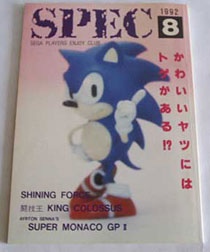 SPEC
1992
8
SEGA PLAYERS ENJOY CLUB
かわいいヤツには
トゲがある!?
SHINING FORCE
闘技王 KING COLOSSUS
AYRTON SENNA'S
SUPER MONACO GP II